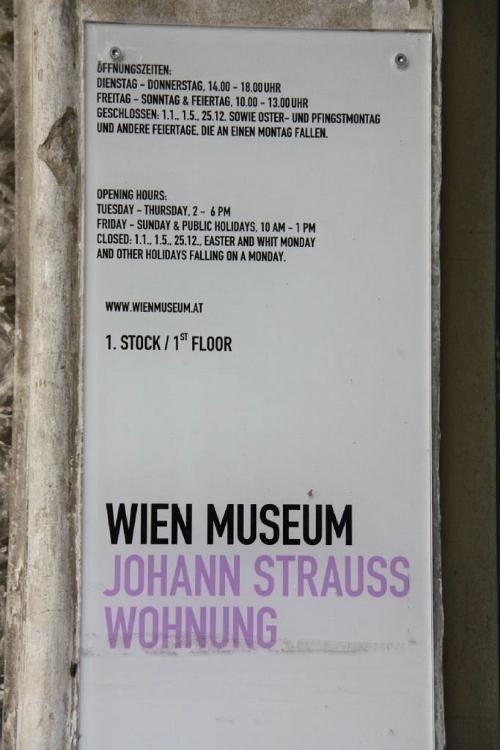 ÖFFNUNGSZEITEN:
DIENSTAG – DONNERSTAG, 14.00 - 18.00 UHR
FREITAG – SONNTAG & FEIERTAG, 10.00 - 13.00 UHR
GESCHLOSSEN: 1.1., 1.5., 25.12. SOWIE OSTER- UND PFINGSTMONTAG
UND ANDERE FEIERTAGE, DIE AN EINEN MONTAG FALLEN.
OPENING HOURS:
TUESDAY – THURSDAY, 2 – 6 PM
FRIDAY – SUNDAY & PUBLIC HOLIDAYS, 10 AM – 1 PM
CLOSED: 1.1., 1.5., 25.12., EASTER AND WHIT MONDAY
AND OTHER HOLIDAYS FALLING ON A MONDAY.
WWW.WIENMUSEUM.AT
1. STOCK / 1ST FLOOR
WIEN MUSEUM
JOHANN STRAUSS
WOHNUNG